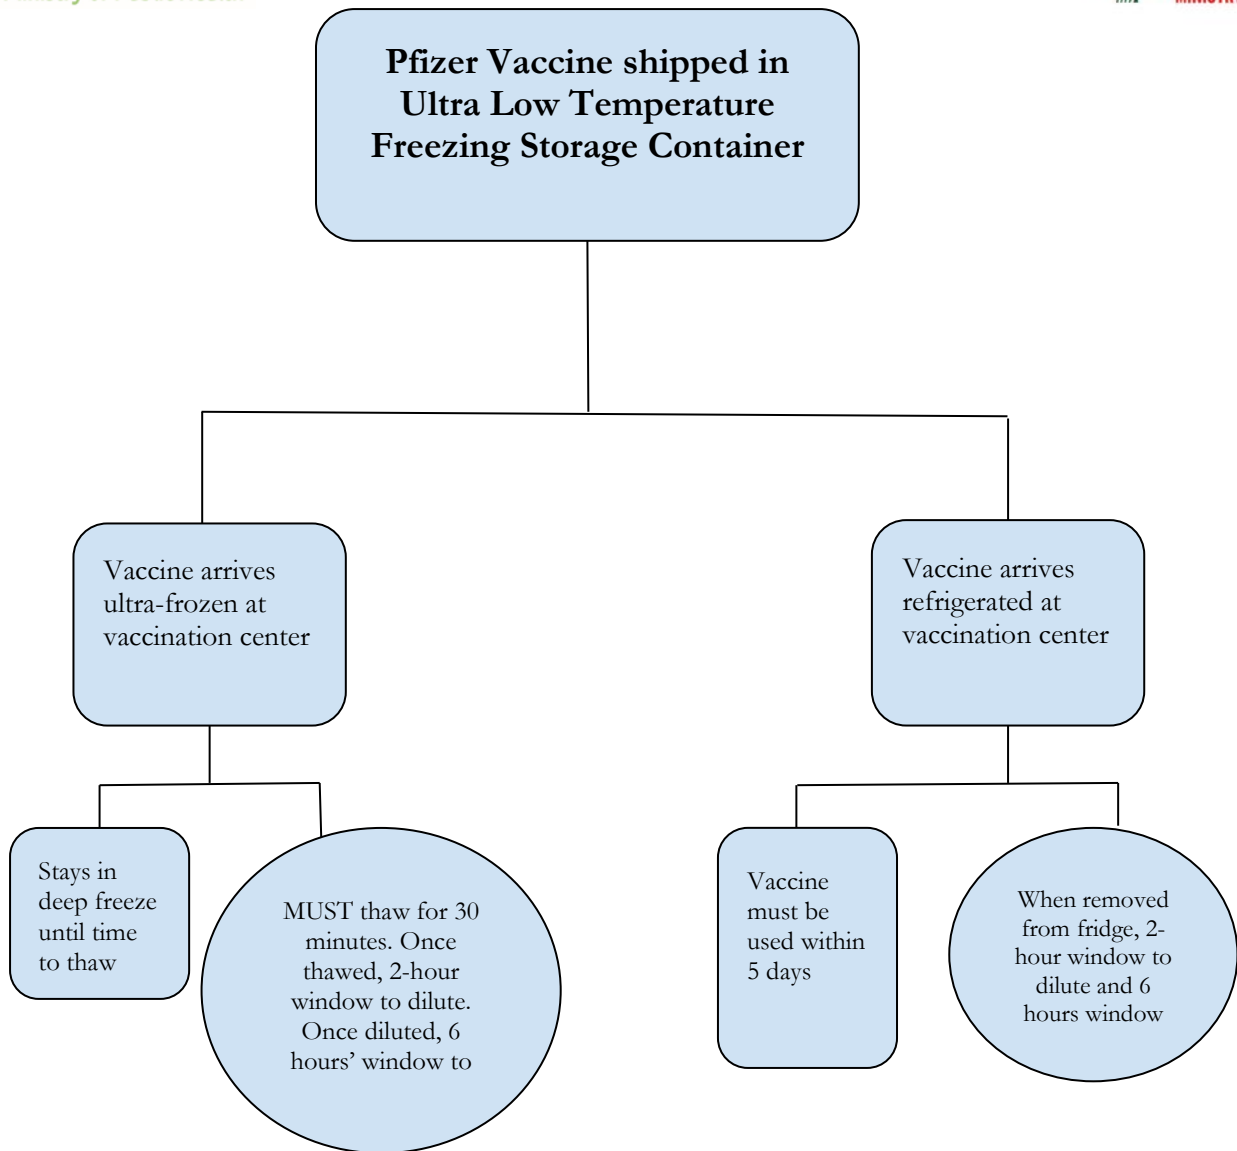 Pfizer Vaccine shipped in
Ultra Low Temperature
Freezing Storage Container
Vaccine arrives
ultra-frozen at
vaccination center
Vaccine arrives
refrigerated at
vaccination center
Stays in
deep freeze
until time
to thaw
MUST thaw for 30
minutes. Once
thawed, 2-hour
window to dilute.
Once diluted, 6
hours’ window to
Vaccine
must be
used within
5 days
When removed
from fridge, 2-
hour window to
dilute and 6
hours window